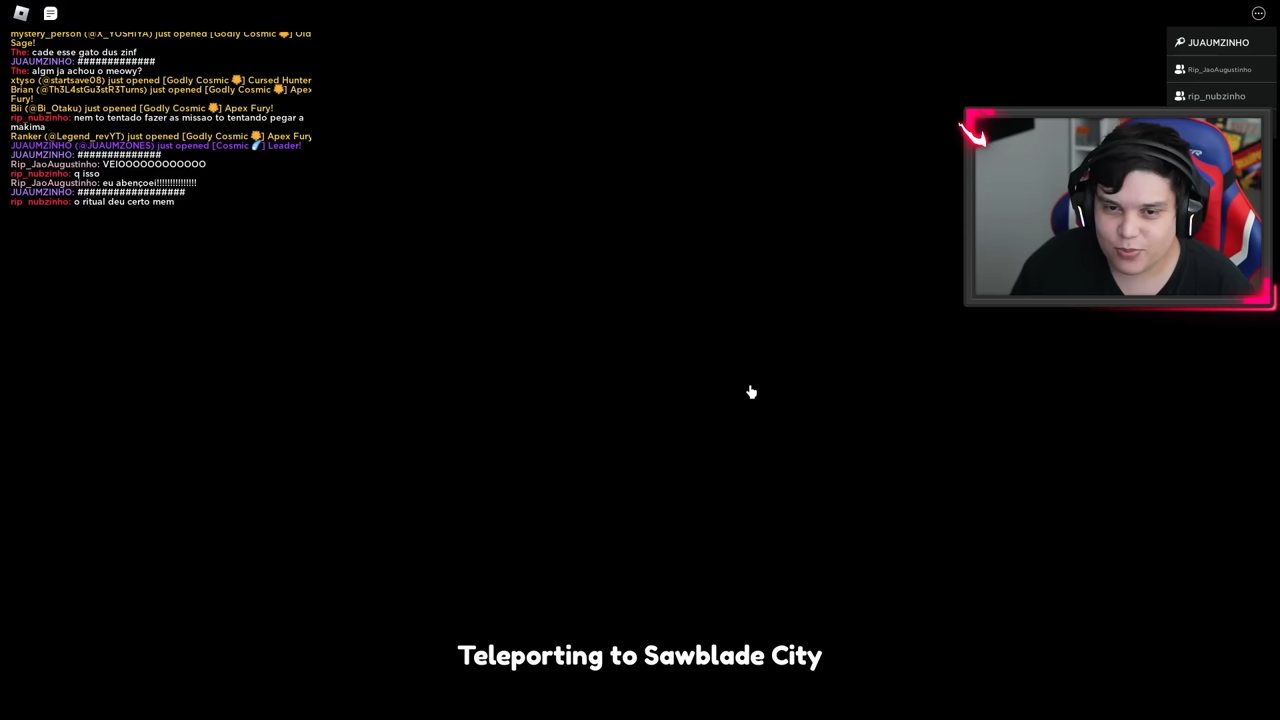 mystery_person (@X_YOSHIYA) just opened [Godly Cosmic] Old
Sage!
The: cade esse gato dus zinf
JUAUMZINHO: #############
The: algm ja achou o meowy?
xtyso (@startsave08) just opened [Godly Cosmic] Cursed Hunter
Brian (@Th3L4stGu3stR3Turns) just opened [Godly Cosmic] Apex
Fury!
Bii (@Bi_Otaku) just opened [Godly Cosmic] Apex Fury!
rip_nubzinho: nem to tentado fazer as missao to tentando pegar a
makima
Ranker (@Legend_revYT) just opened [Godly Cosmic] Apex Fury
JUAUMZINHO (@JUAUMZONES) just opened [Cosmic] Leader!
JUAUMZINHO: ##############
Rip_JaoAugustinho: VEIOOOOOOOOOOOO
rip_nubzinho: q isso
Rip_JaoAugustinho: eu abençoei!!!!!!!!!!!!!!!
JUAUMZINHO: ##################
rip_nubzinho: o ritual deu certo mem
JUAUMZINHO
Rip_JaoAugustinho
rip_nubzinho
Teleporting to Sawblade City